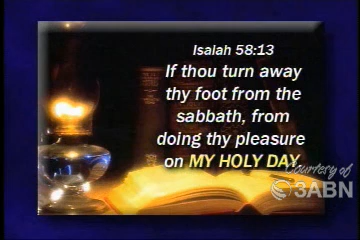 Isaiah 58:13
If thou turn away
thy foot from the
sabbath, from
doing thy pleasure
on MY HOLY DAY
Courtesy of
3ABN